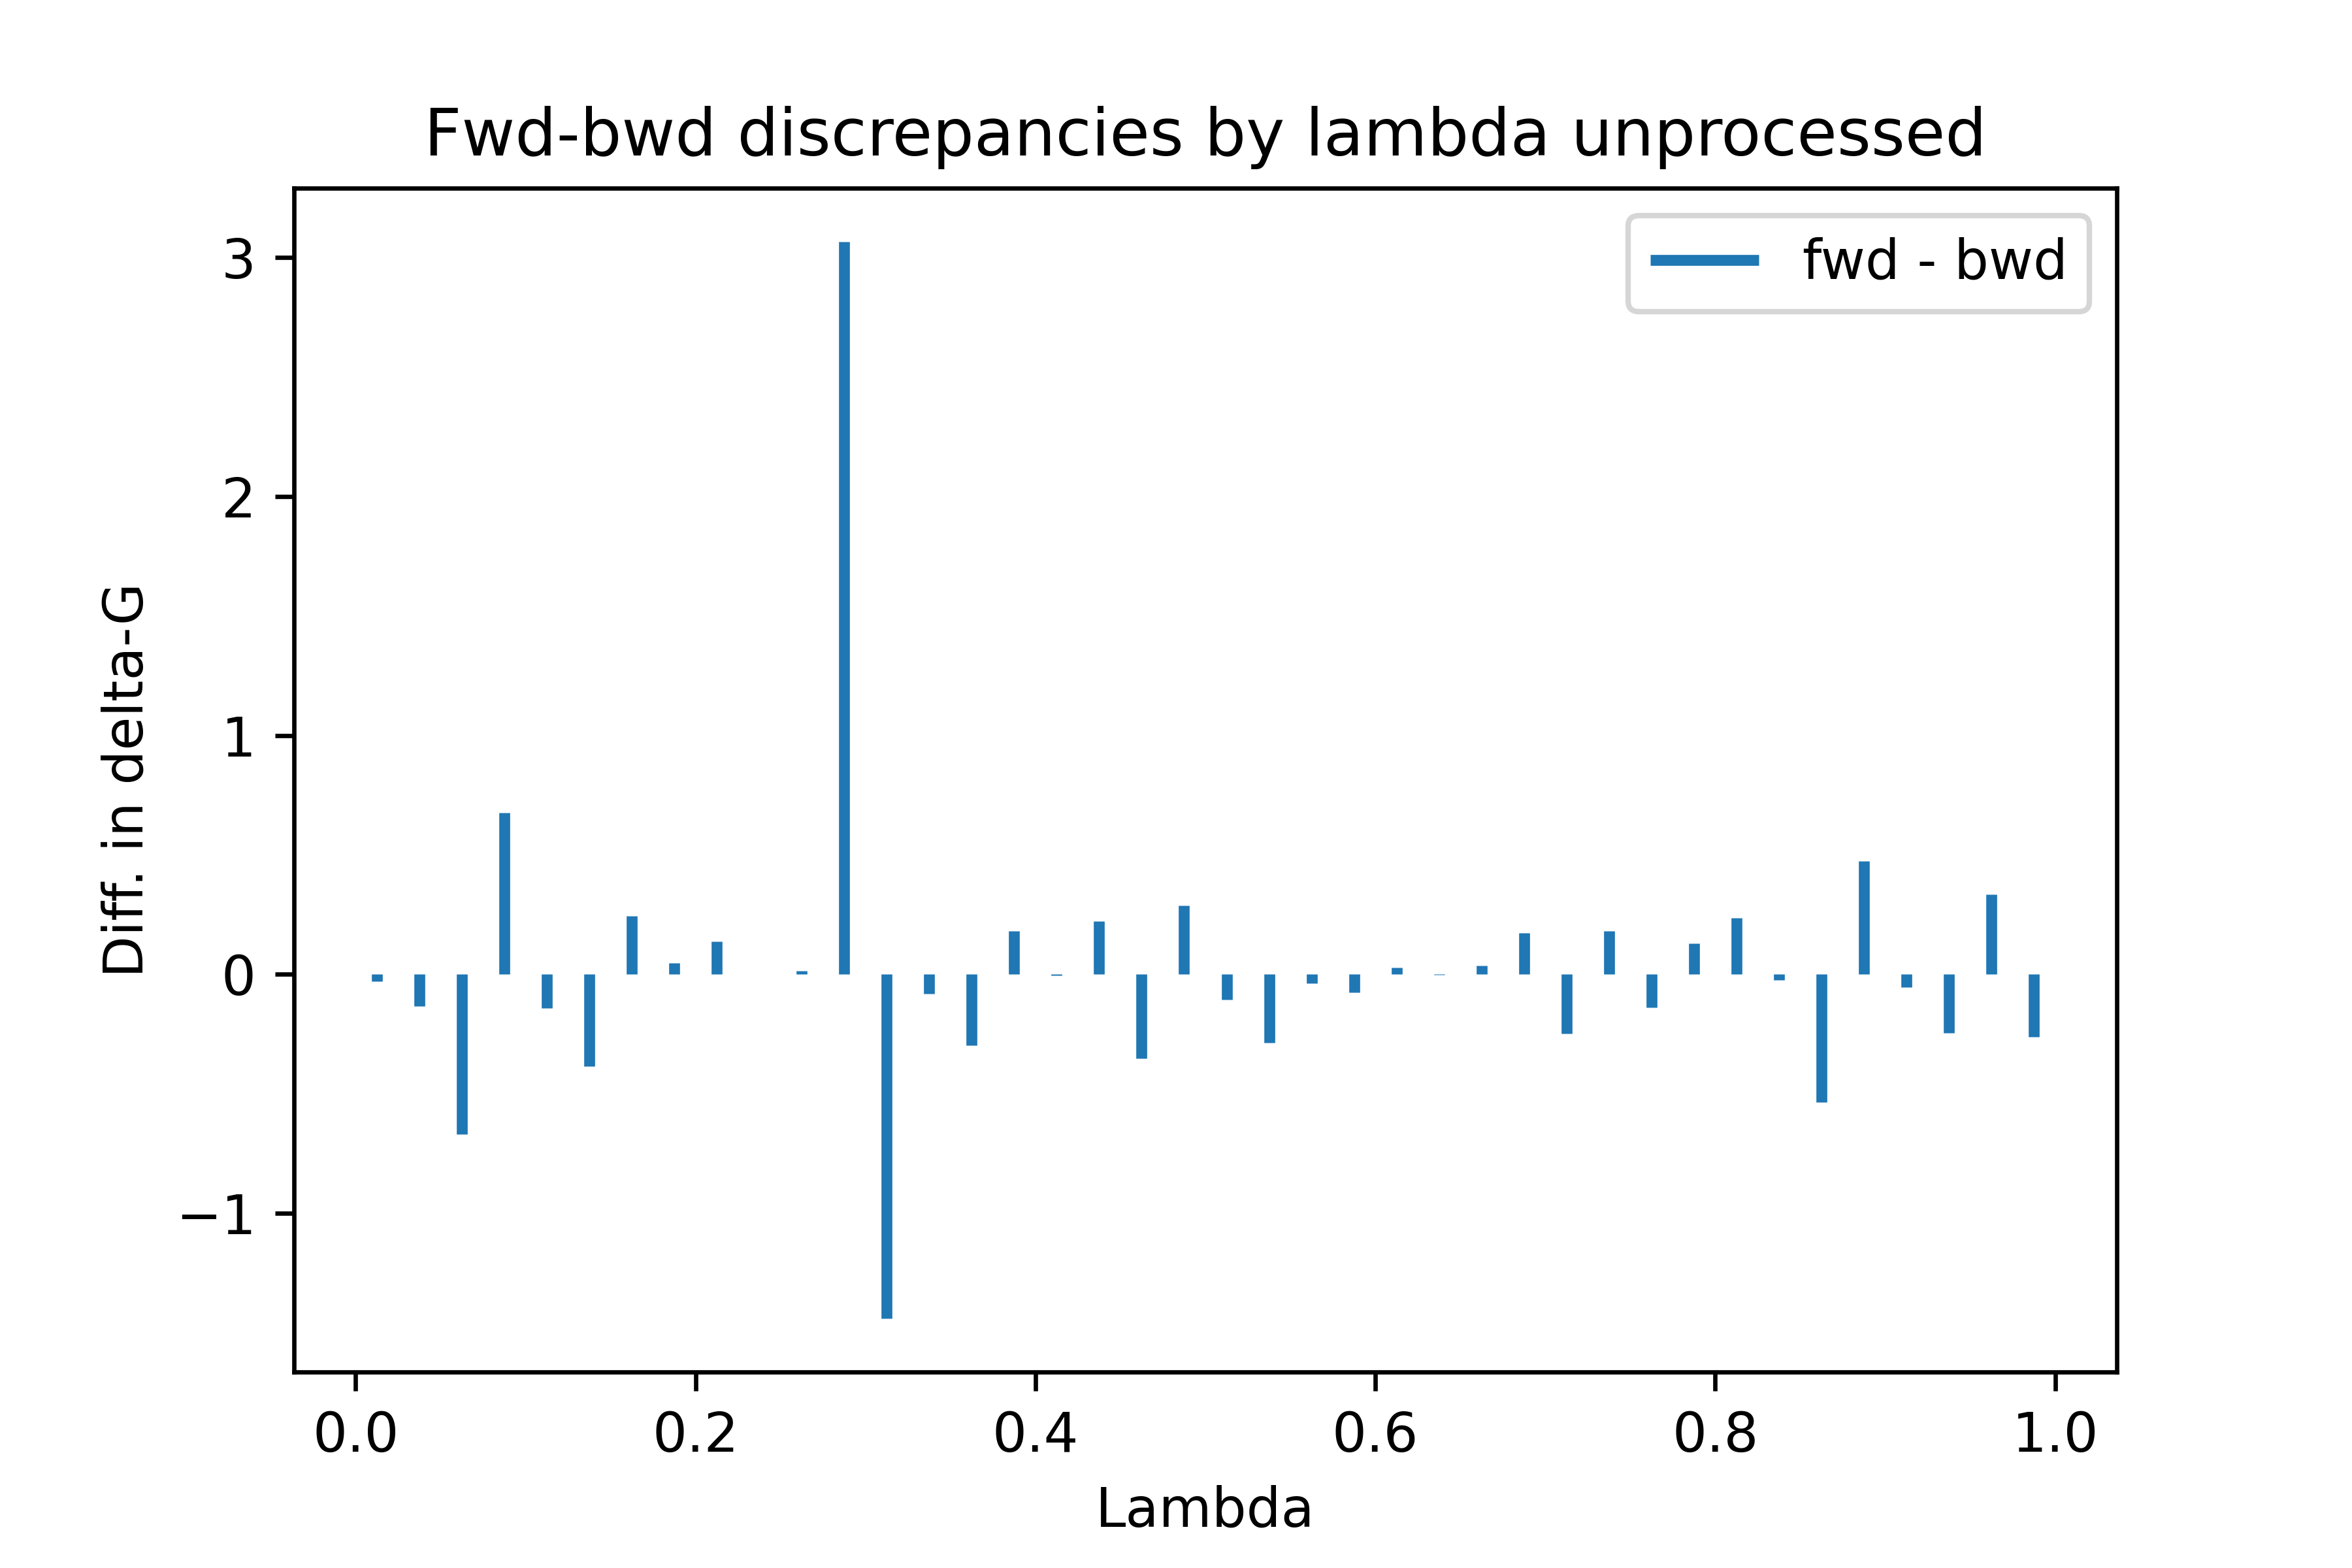 Fwd-bwd discrepancies by lambda unprocessed
fwd - bwd
3
2
1
0
−1
Diff. in delta-G
0.0 0.2 0.4 0.6 0.8 1.0
Lambda